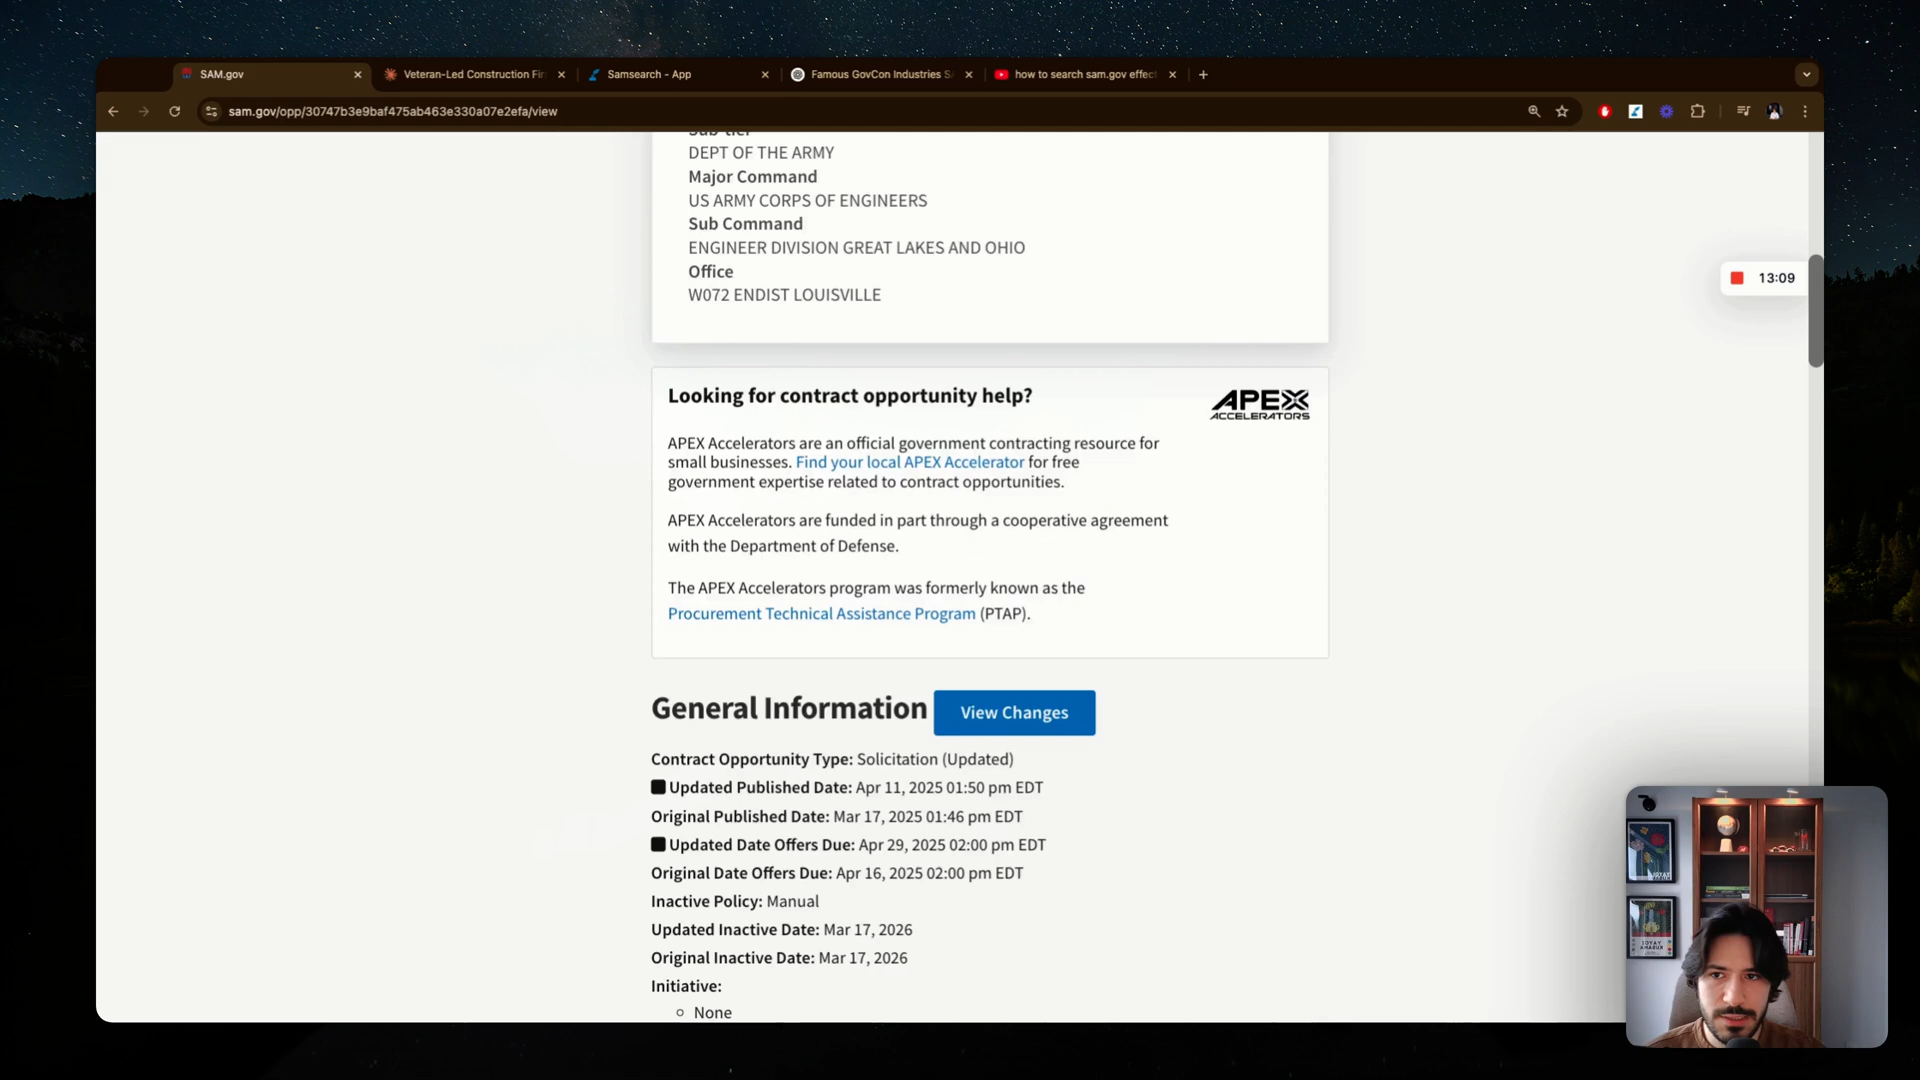 SAM.gov
Veteran-Led Construction Fir
Samsearch - App
Famous GovCon Industries S
how to search sam.gov effec
sam.gov/opp/30747b3e9baf475ab463e330a07e2efa/view
Sub-tier
DEPT OF THE ARMY
Major Command
US ARMY CORPS OF ENGINEERS
Sub Command
ENGINEER DIVISION GREAT LAKES AND OHIO
Office
W072 ENDIST LOUISVILLE
13:09
Looking for contract opportunity help?
APEX
ACCELERATORS
APEX Accelerators are an official government contracting resource for
small businesses. Find your local APEX Accelerator for free
government expertise related to contract opportunities.
APEX Accelerators are funded in part through a cooperative agreement
with the Department of Defense.
The APEX Accelerators program was formerly known as the
Procurement Technical Assistance Program (PTAP).
General Information
View Changes
Contract Opportunity Type: Solicitation (Updated)
Updated Published Date: Apr 11, 2025 01:50 pm EDT
Original Published Date: Mar 17, 2025 01:46 pm EDT
Updated Date Offers Due: Apr 29, 2025 02:00 pm EDT
Original Date Offers Due: Apr 16, 2025 02:00 pm EDT
Inactive Policy: Manual
Updated Inactive Date: Mar 17, 2026
Original Inactive Date: Mar 17, 2026
Initiative:
None